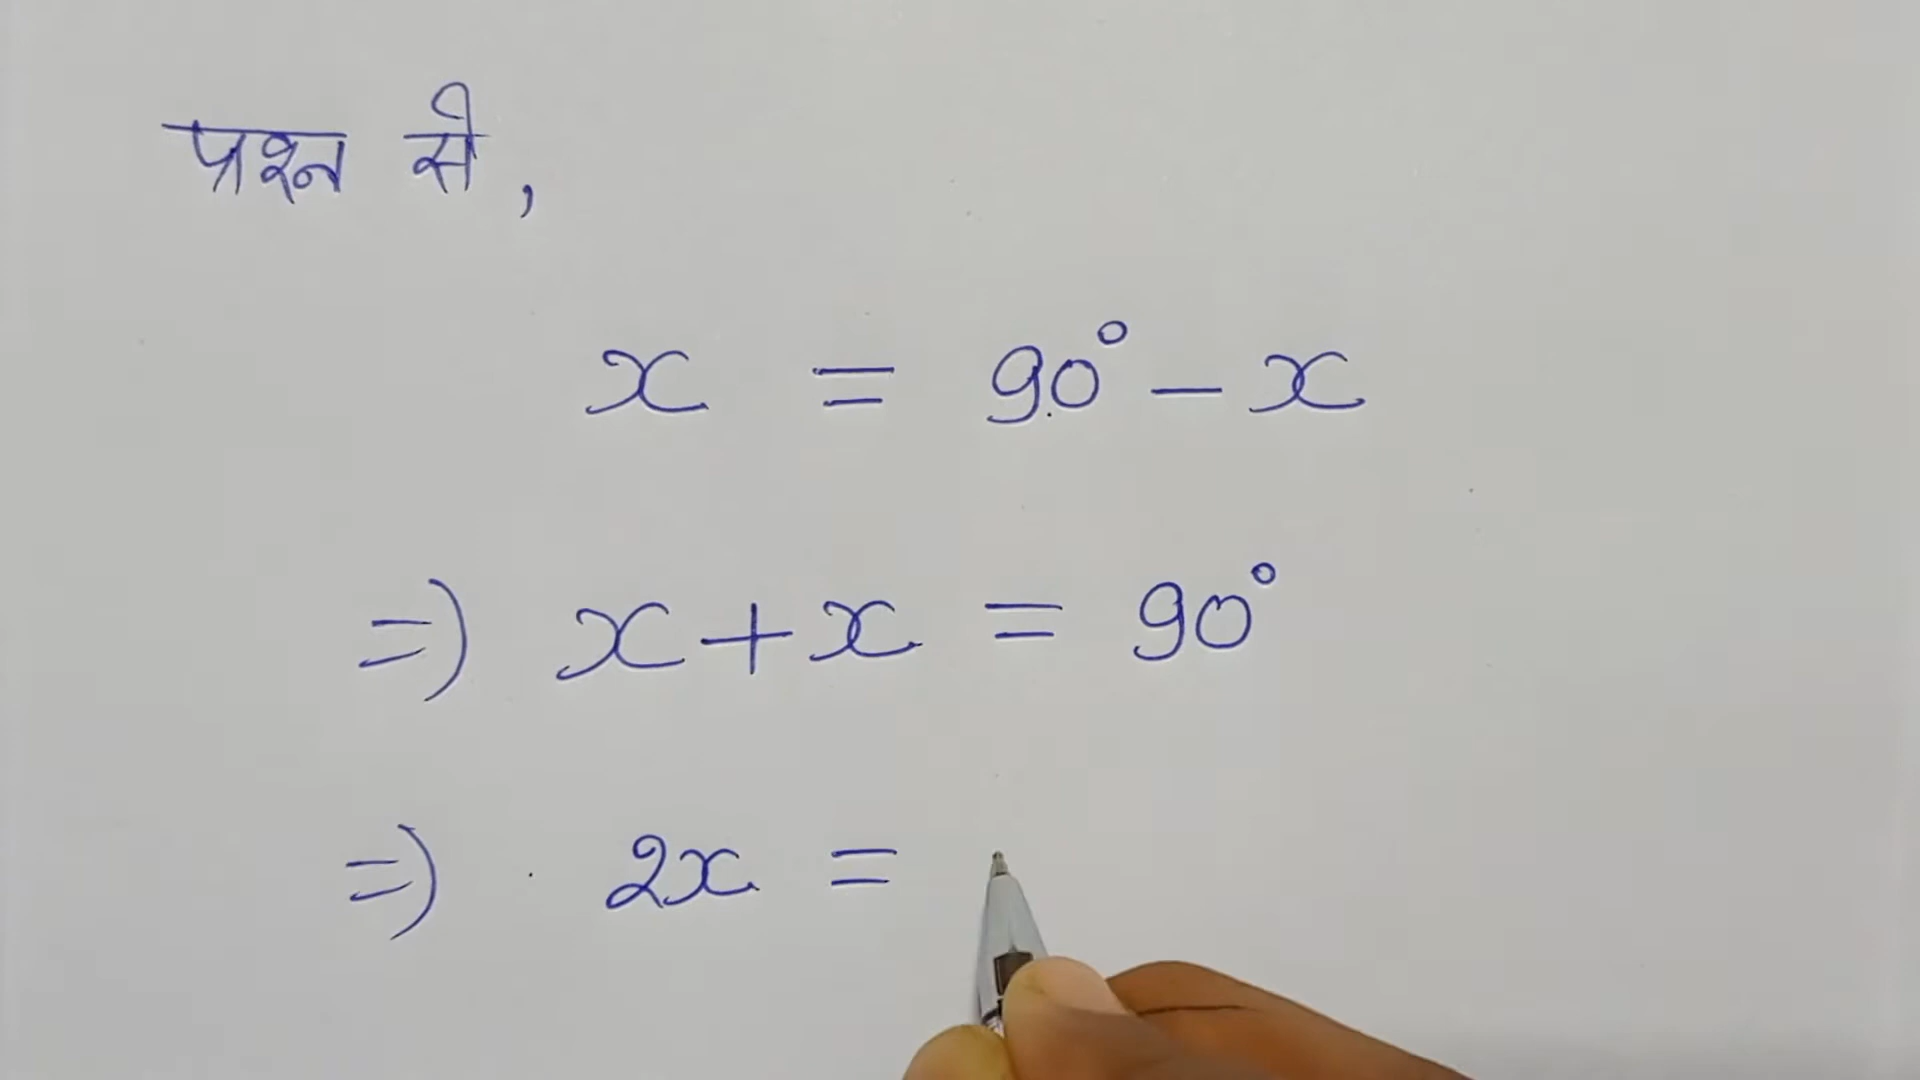 प्रश्न से,
x = 90° - x
⇒ x + x = 90°
⇒ 2x =